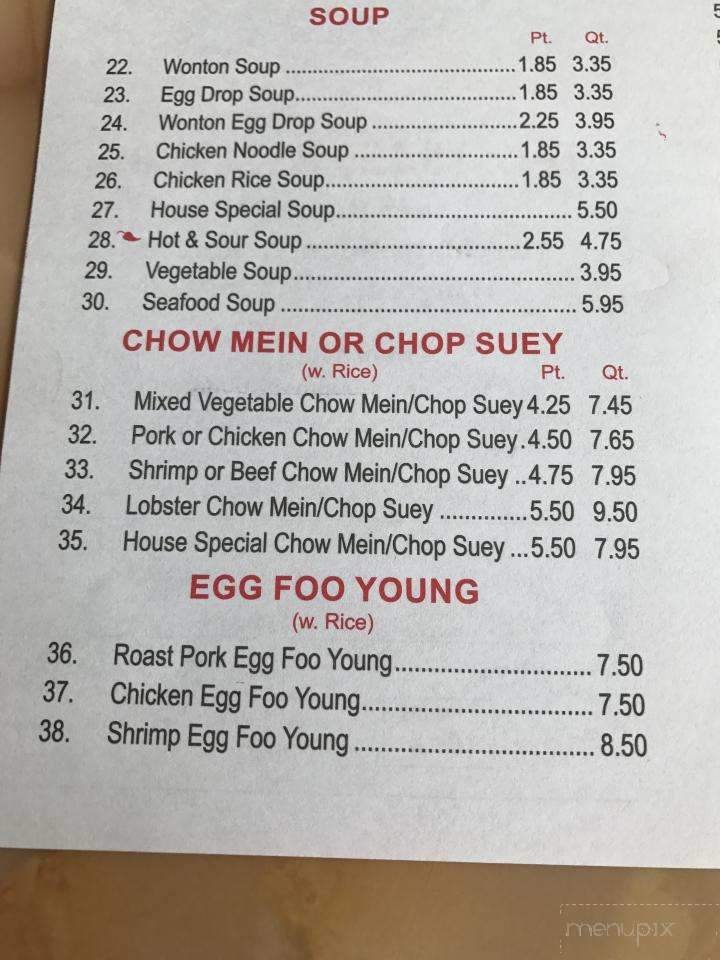 SOUP
Pt. Qt.
22. Wonton Soup ........................................1.85 3.35
23. Egg Drop Soup.......................................1.85 3.35
24. Wonton Egg Drop Soup .........................2.25 3.95
25. Chicken Noodle Soup ............................1.85 3.35
26. Chicken Rice Soup.................................1.85 3.35
27. House Special Soup......................................... 5.50
28. Hot & Sour Soup .....................................2.55 4.75
29. Vegetable Soup................................................ 3.95
30. Seafood Soup .................................................. 5.95
CHOW MEIN OR CHOP SUEY
(w. Rice) Pt. Qt.
31. Mixed Vegetable Chow Mein/Chop Suey 4.25 7.45
32. Pork or Chicken Chow Mein/Chop Suey.4.50 7.65
33. Shrimp or Beef Chow Mein/Chop Suey ..4.75 7.95
34. Lobster Chow Mein/Chop Suey ..............5.50 9.50
35. House Special Chow Mein/Chop Suey ...5.50 7.95
EGG FOO YOUNG
(w. Rice)
36. Roast Pork Egg Foo Young.............................. 7.50
37. Chicken Egg Foo Young................................... 7.50
38. Shrimp Egg Foo Young .................................... 8.50
menupix